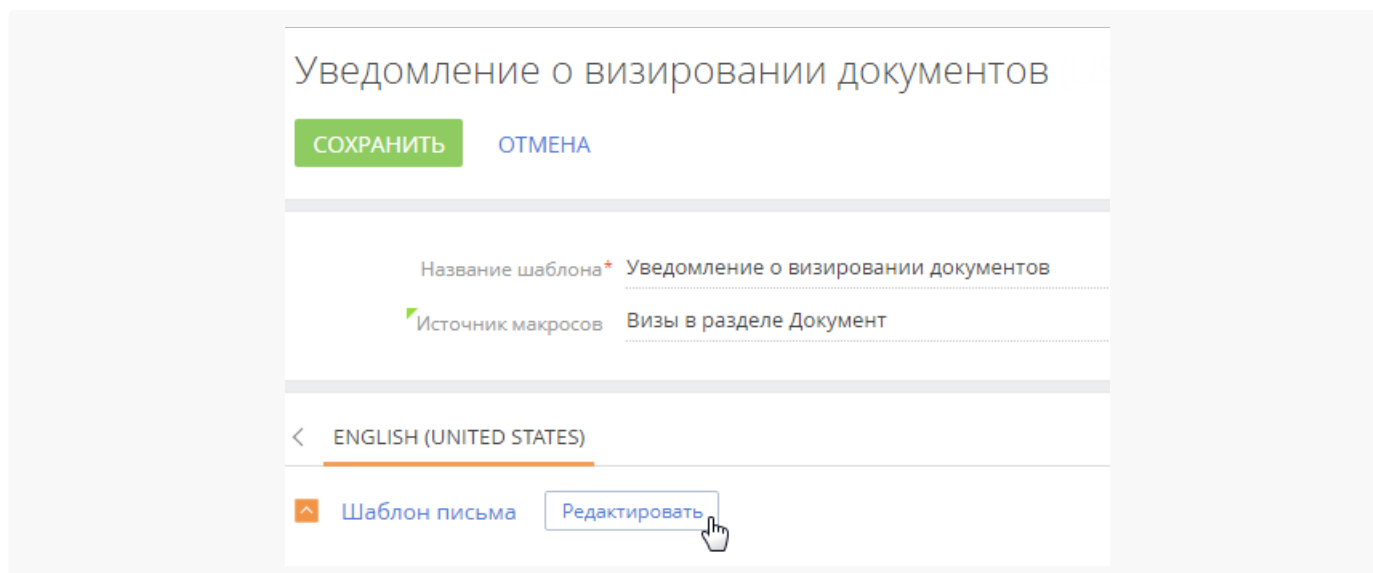 Уведомление о визировании документов
СОХРАНИТЬ ОТМЕНА
Название шаблона* Уведомление о визировании документов
Источник макросов Визы в разделе Документ
ENGLISH (UNITED STATES)
Шаблон письма Редактировать